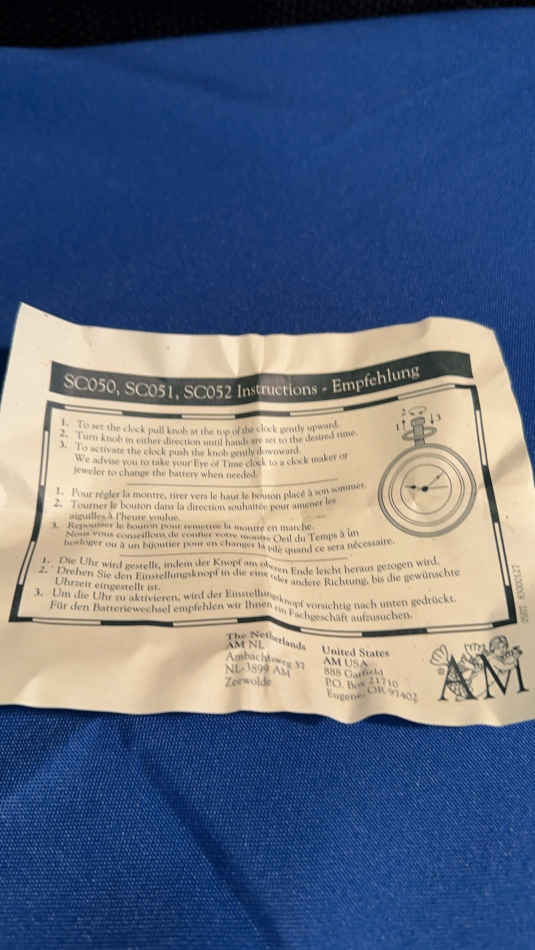 SC050, SC051, SC052 Instructions - Empfehlung
1. To set the clock pull knob at the top of the clock gently upward.
2. Turn knob in either direction until hands are set to the desired time.
3. To activate the clock push the knob gently downward.
We advise you to take your Eye of Time clock to a clock maker or
jeweler to change the battery when needed.
1. Pour régler la montre, tirer vers le haut le bouton placé à son sommet.
2. Tourner le bouton dans la direction souhaitée pour amener les
aiguilles à l'heure voulue.
3. Repousser le bouton pour remettre la montre en marche.
Nous vous conseillons de confier votre montre Oeil du Temps à un
horloger ou à un bijoutier pour en changer la pile quand ce sera nécessaire.
1. Die Uhr wird gestellt, indem der Knopf am oberen Ende leicht heraus gezogen wird.
2. Drehen Sie den Einstellungsknopf in die eine oder andere Richtung, bis die gewünschte
Uhrzeit eingestellt ist.
3. Um die Uhr zu aktivieren, wird der Einstellungsknopf vorsichtig nach unten gedrückt.
Für den Batteriewechsel empfehlen wir Ihnen ein Fachgeschäft aufzusuchen.
2
1
3
The Netherlands
AM NL
Ambachtsweg
NL-3899 AM
Zeewolde
United States
AM USA
888 Garfield
P.O. Box 21710
Eugene, OR 97402
AM